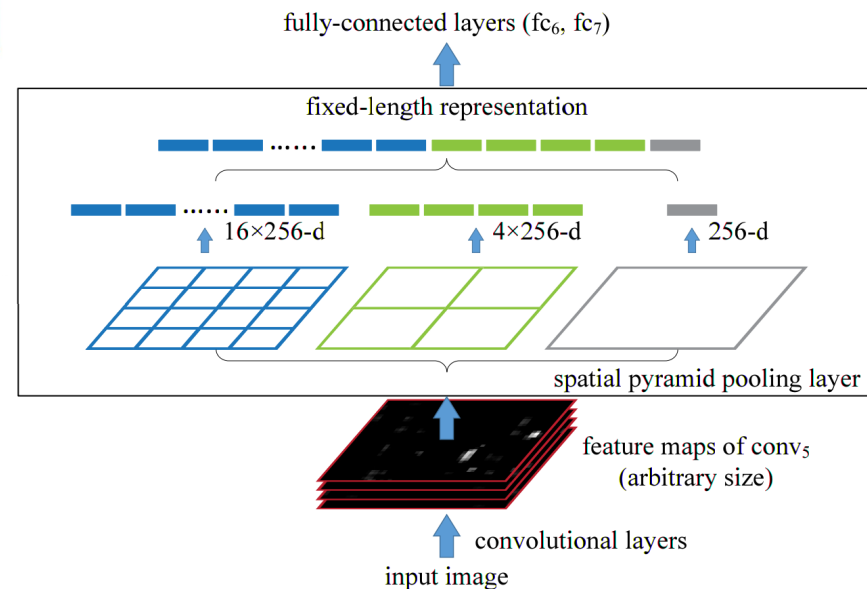 fully-connected layers (fc₆, fc₇)
fixed-length representation
......
......
16×256-d
4×256-d
256-d
spatial pyramid pooling layer
feature maps of conv₅
(arbitrary size)
convolutional layers
input image